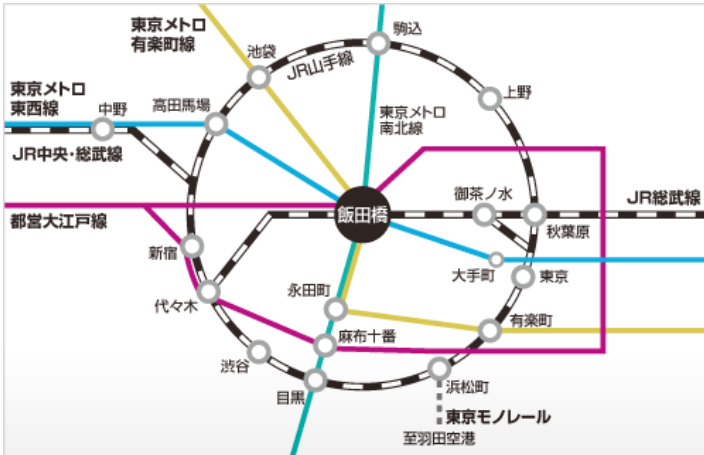 東京メトロ
有楽町線
池袋
JR山手線
駒込
東京メトロ
東西線
中野
高田馬場
東京メトロ
南北線
上野
JR中央・総武線
都営大江戸線
飯田橋
御茶ノ水
JR総武線
秋葉原
新宿
大手町
東京
代々木
永田町
有楽町
麻布十番
渋谷
目黒
浜松町
東京モノレール
至羽田空港